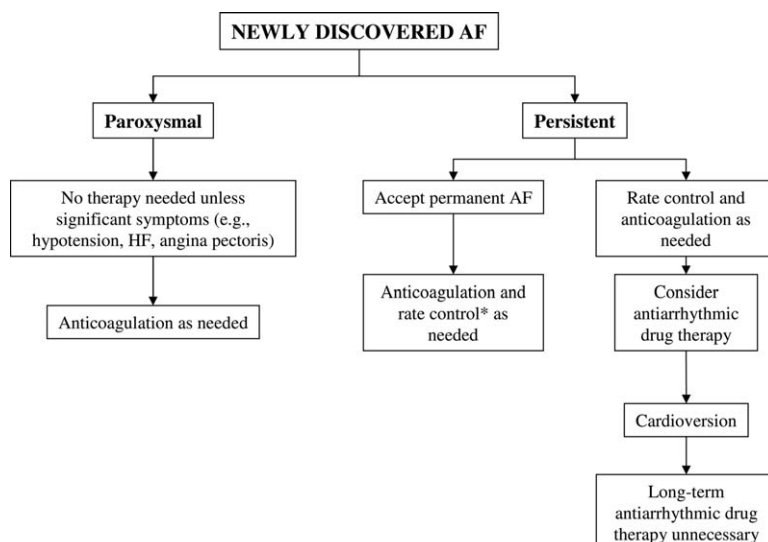 NEWLY DISCOVERED AF
Paroxysmal
Persistent
No therapy needed unless
significant symptoms (e.g.,
hypotension, HF, angina pectoris)
Accept permanent AF
Rate control and
anticoagulation as
needed
Anticoagulation as needed
Anticoagulation and
rate control* as
needed
Consider
antiarrhythmic
drug therapy
Cardioversion
Long-term
antiarrhythmic drug
therapy unnecessary